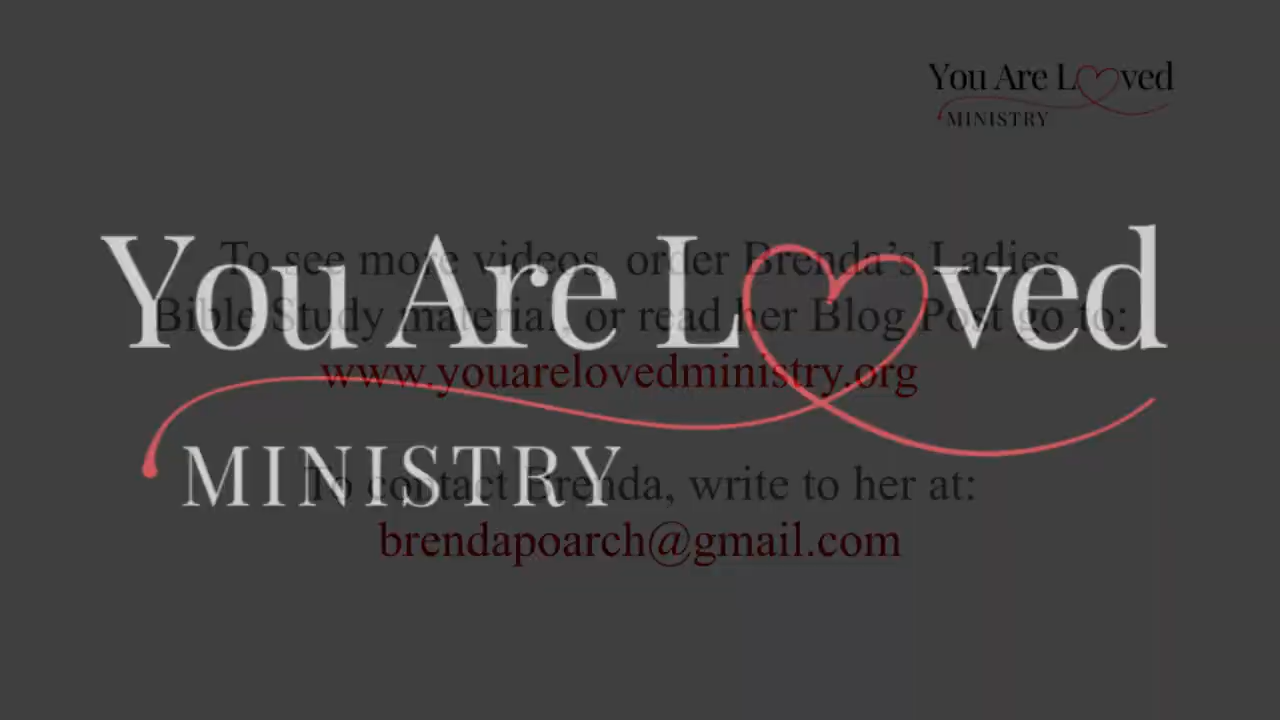 You Are Loved
MINISTRY
You Are Loved
MINISTRY
To see more videos, order Brenda's Ladies
Bible Study material, or read her Blog Post go to:
www.youarelovedministry.org
To contact Brenda, write to her at:
brendapoarch@gmail.com